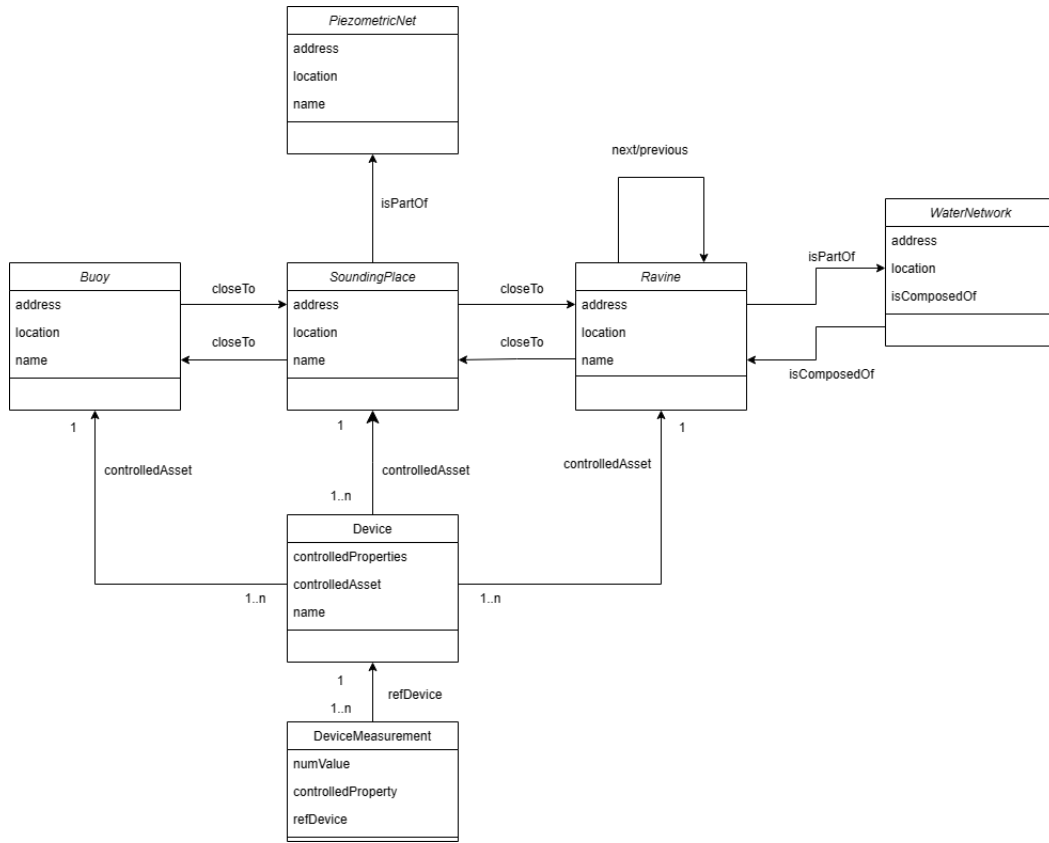 PiezometricNet
address
location
name
isPartOf
next/previous
WaterNetwork
address
location
isComposedOf
isPartOf
isComposedOf
Buoy
address
location
name
closeTo
closeTo
SoundingPlace
address
location
name
closeTo
closeTo
Ravine
address
location
name
1
1
1
controlledAsset
controlledAsset
controlledAsset
1..n
Device
controlledProperties
controlledAsset
name
1..n
1..n
1
refDevice
1..n
DeviceMeasurement
numValue
controlledProperty
refDevice